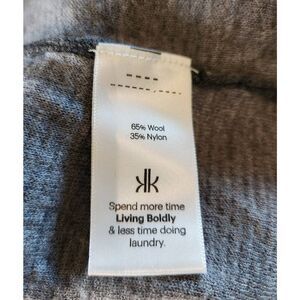 65% Wool
35% Nylon
Spend more time
Living Boldly
& less time doing
laundry.